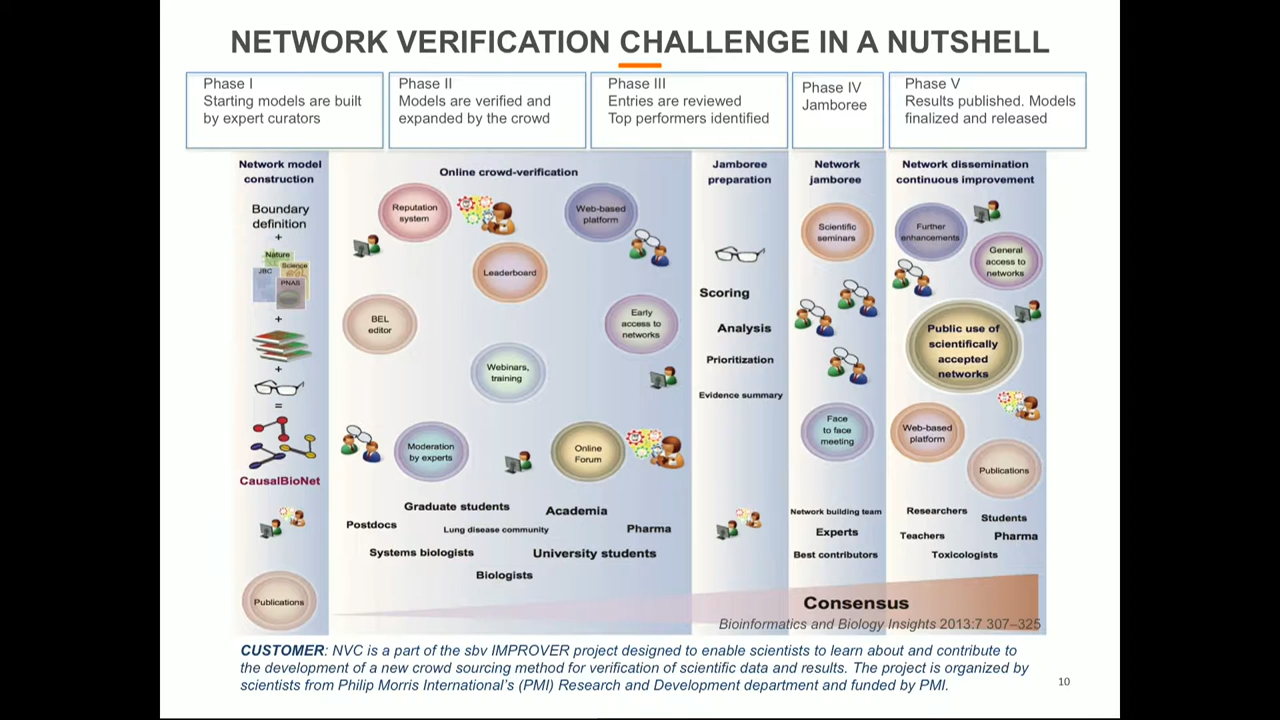 NETWORK VERIFICATION CHALLENGE IN A NUTSHELL
Phase I
Starting models are built
by expert curators
Phase II
Models are verified and
expanded by the crowd
Phase III
Entries are reviewed
Top performers identified
Phase IV
Jamboree
Phase V
Results published. Models
finalized and released
Network model
construction
Boundary
definition
+
Nature
JBC
Science
PNAS
+
+
=
CausalBioNet
Publications
Online crowd-verification
Reputation
system
Web-based
platform
Leaderboard
BEL
editor
Early
access to
networks
Webinars,
training
Moderation
by experts
Online
Forum
Graduate students
Academia
Postdocs
Lung disease community
Pharma
Systems biologists
University students
Biologists
Jamboree
preparation
Scoring
Analysis
Prioritization
Evidence summary
Network
jamboree
Scientific
seminars
Face
to face
meeting
Network building team
Experts
Best contributors
Network dissemination
continuous improvement
Further
enhancements
General
access to
networks
Public use of
scientifically
accepted
networks
Web-based
platform
Publications
Researchers
Students
Teachers
Pharma
Toxicologists
Consensus
Bioinformatics and Biology Insights 2013:7 307–325
CUSTOMER: NVC is a part of the sbv IMPROVER project designed to enable scientists to learn about and contribute to
the development of a new crowd sourcing method for verification of scientific data and results. The project is organized by
scientists from Philip Morris International's (PMI) Research and Development department and funded by PMI.
10